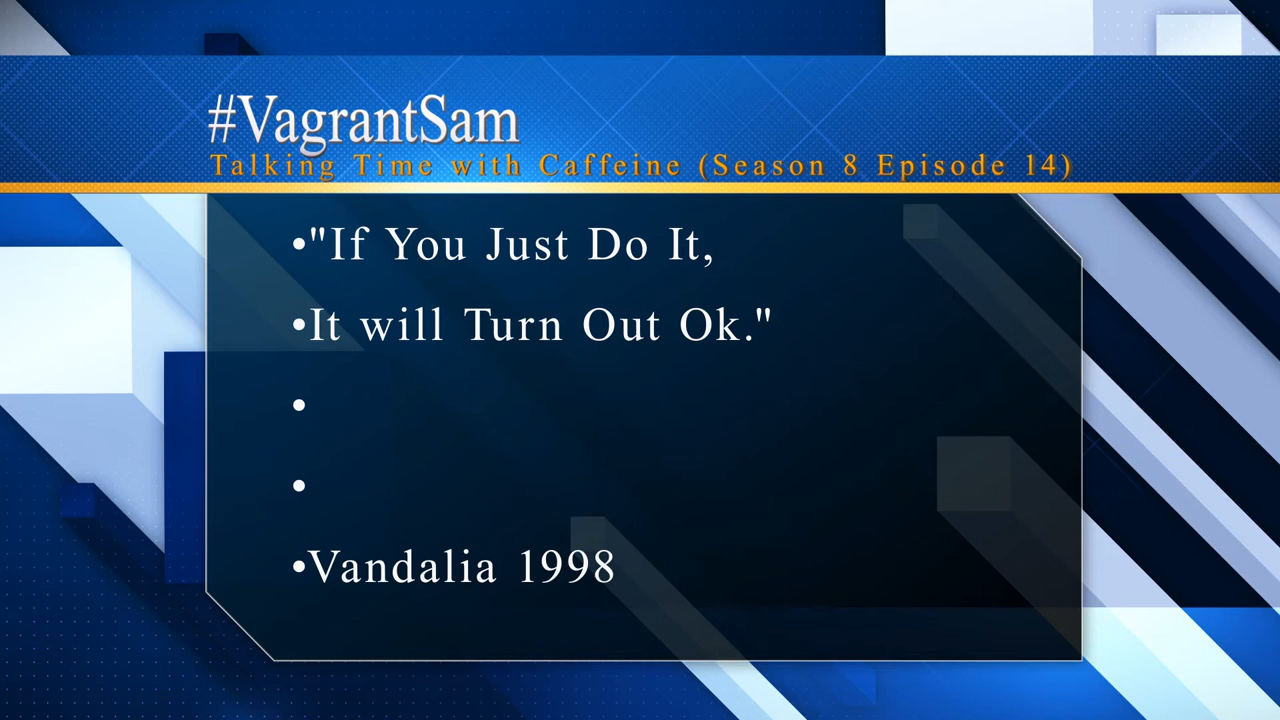 #VagrantSam
Talking Time with Caffeine (Season 8 Episode 14)
•"If You Just Do It,
•It will Turn Out Ok."
•
•
•Vandalia 1998